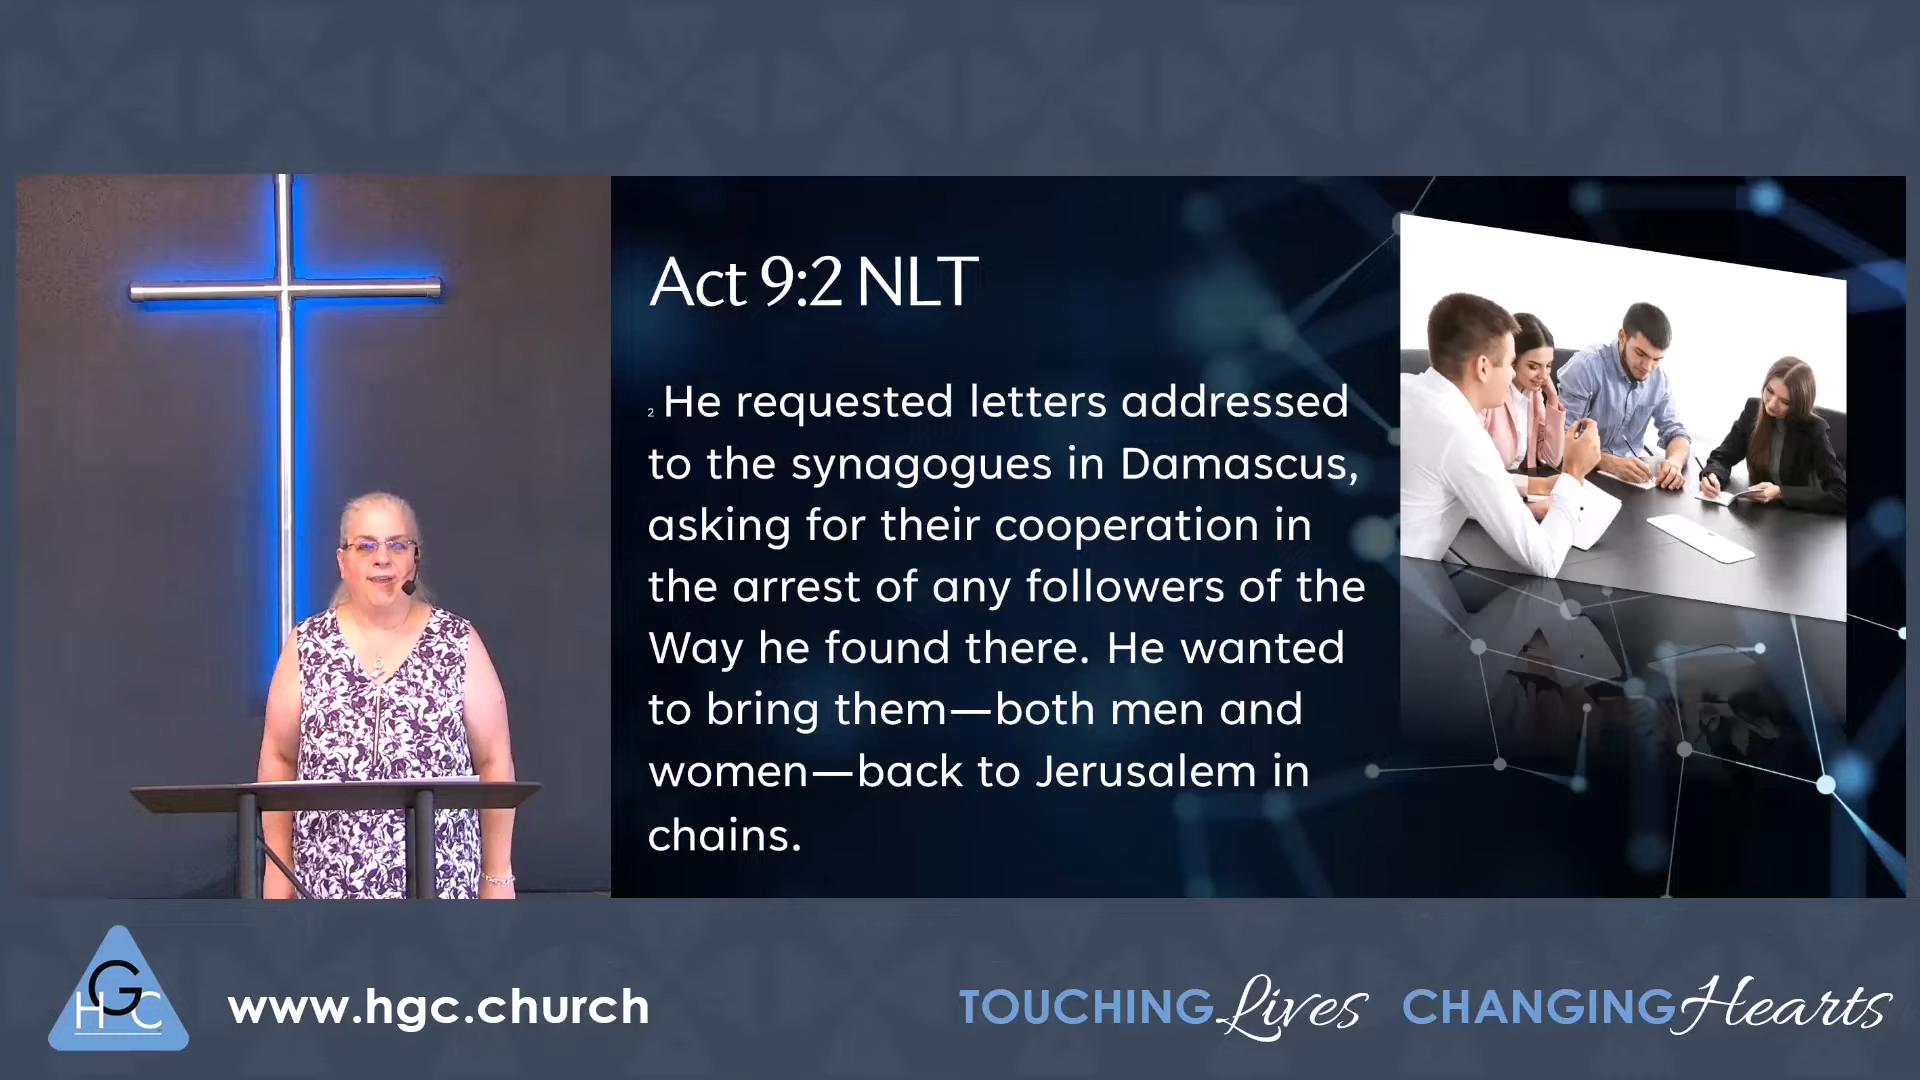 Act 9:2 NLT
2 He requested letters addressed
to the synagogues in Damascus,
asking for their cooperation in
the arrest of any followers of the
Way he found there. He wanted
to bring them—both men and
women—back to Jerusalem in
chains.
HGC
www.hgc.church
TOUCHING Lives CHANGING Hearts